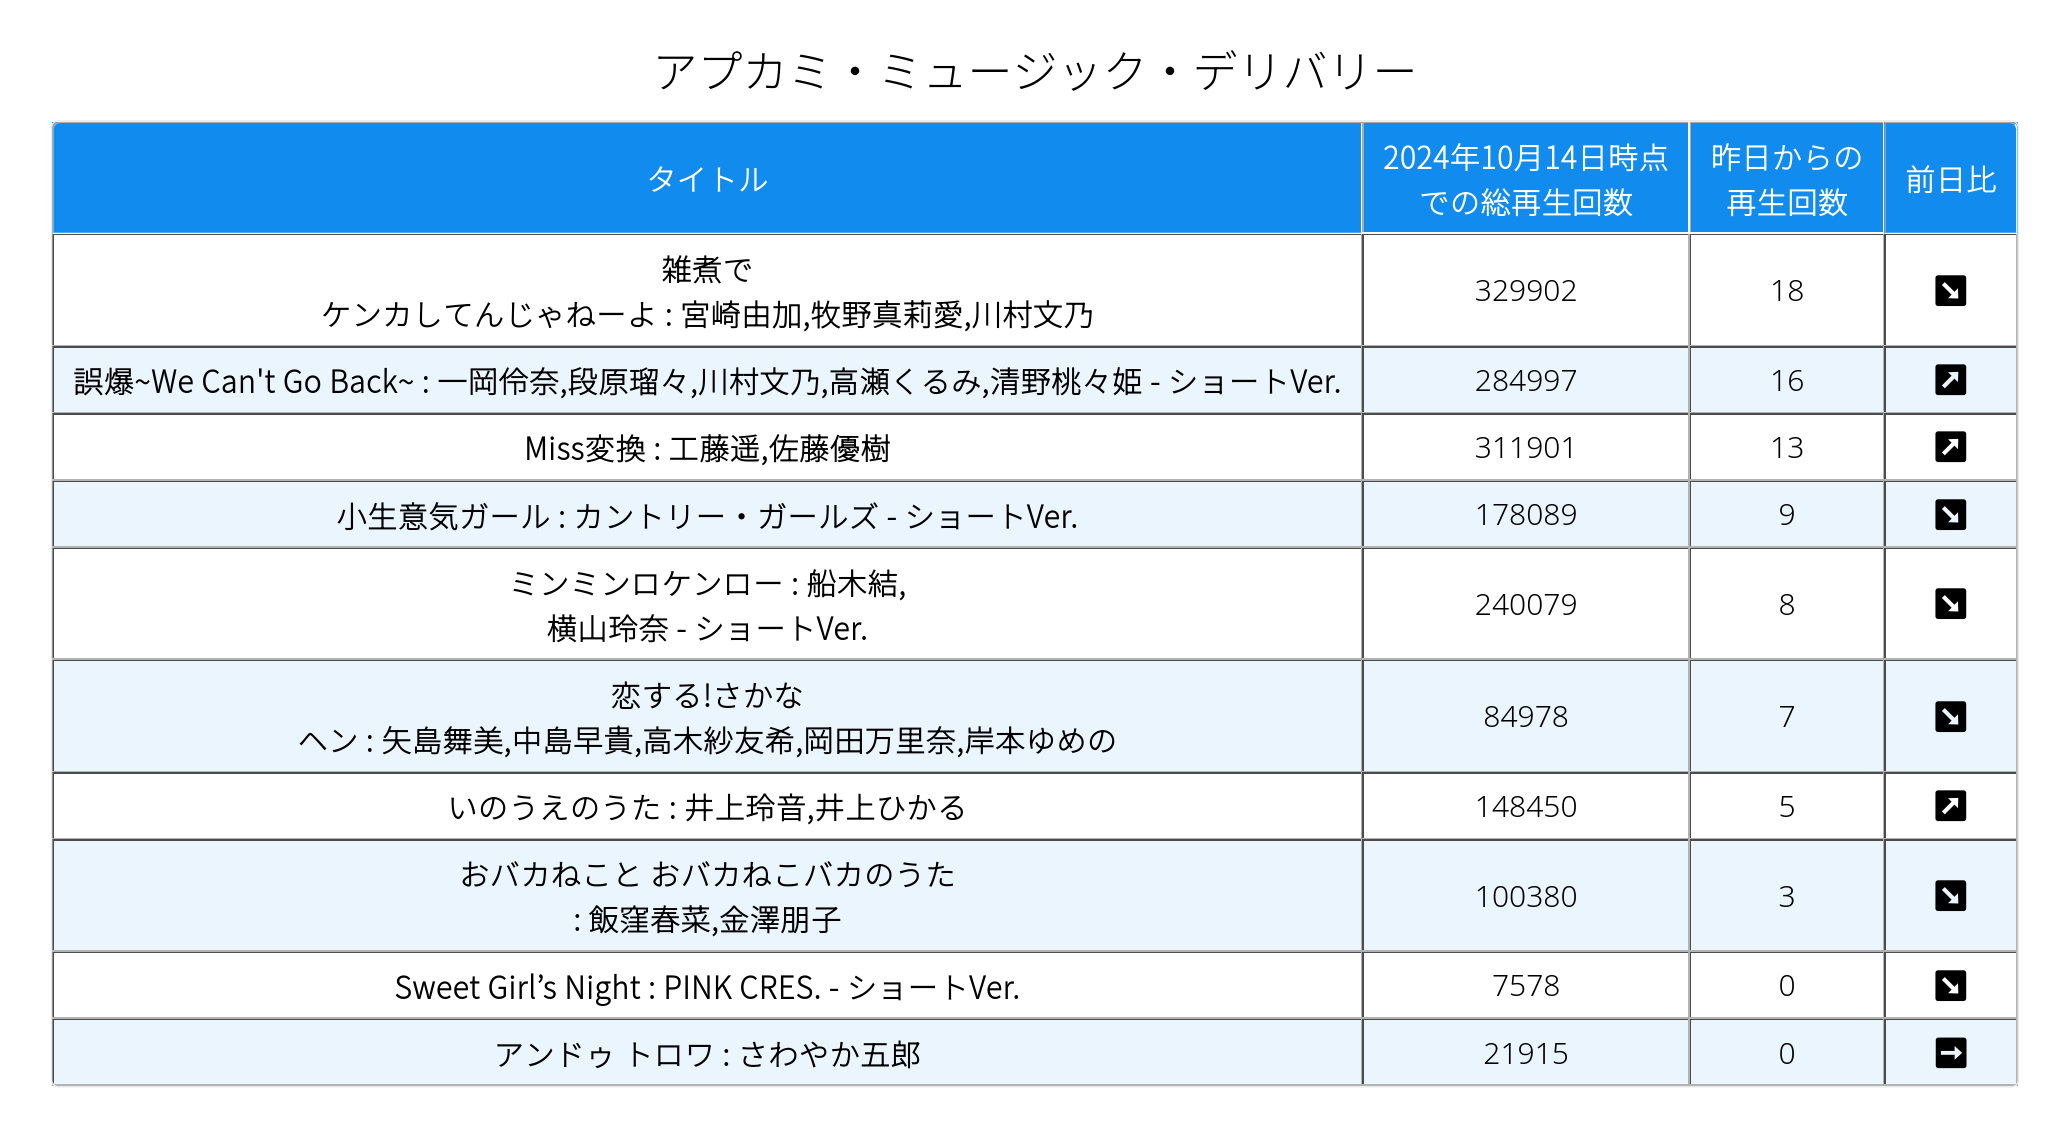 アプカミ・ミュージック・デリバリー
タイトル
2024年10月14日時点
での総再生回数
昨日からの
再生回数
前日比
雑煮で
ケンカしてんじゃねーよ : 宮崎由加,牧野真莉愛,川村文乃
329902
18
誤爆~We Can't Go Back~ : 一岡伶奈,段原瑠々,川村文乃,高瀬くるみ,清野桃々姫 - ショートVer.
284997
16
Miss変換 : 工藤遥,佐藤優樹
311901
13
小生意気ガール : カントリー・ガールズ - ショートVer.
178089
9
ミンミンロケンロー : 船木結,
横山玲奈 - ショートVer.
240079
8
恋する!さかな
ヘン : 矢島舞美,中島早貴,高木紗友希,岡田万里奈,岸本ゆめの
84978
7
いのうえのうた : 井上玲音,井上ひかる
148450
5
おバカねこと おバカねこバカのうた
: 飯窪春菜,金澤朋子
100380
3
Sweet Girl’s Night : PINK CRES. - ショートVer.
7578
0
アンドゥ トロワ : さわやか五郎
21915
0